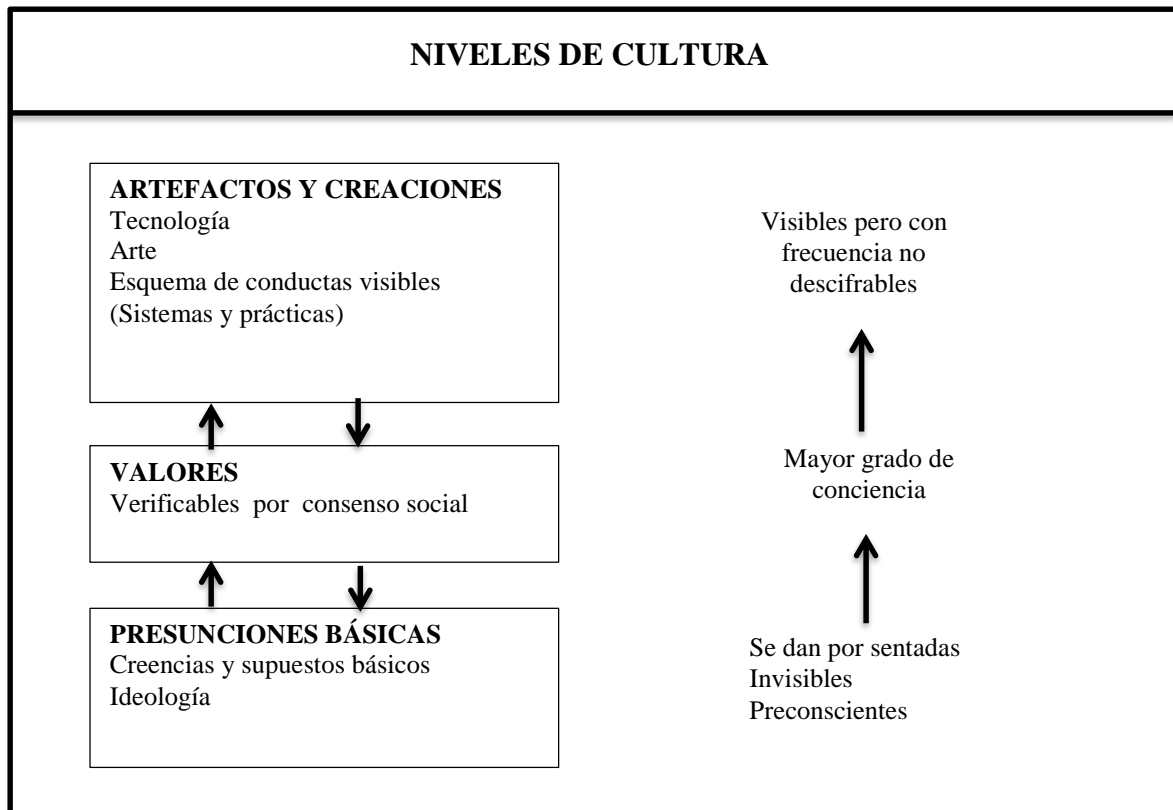 NIVELES DE CULTURA
ARTEFACTOS Y CREACIONES
Tecnología
Arte
Esquema de conductas visibles
(Sistemas y prácticas)
Visibles pero con
frecuencia no
descifrables
VALORES
Verificables por consenso social
Mayor grado de
conciencia
PRESUNCIONES BÁSICAS
Creencias y supuestos básicos
Ideología
Se dan por sentadas
Invisibles
Preconscientes